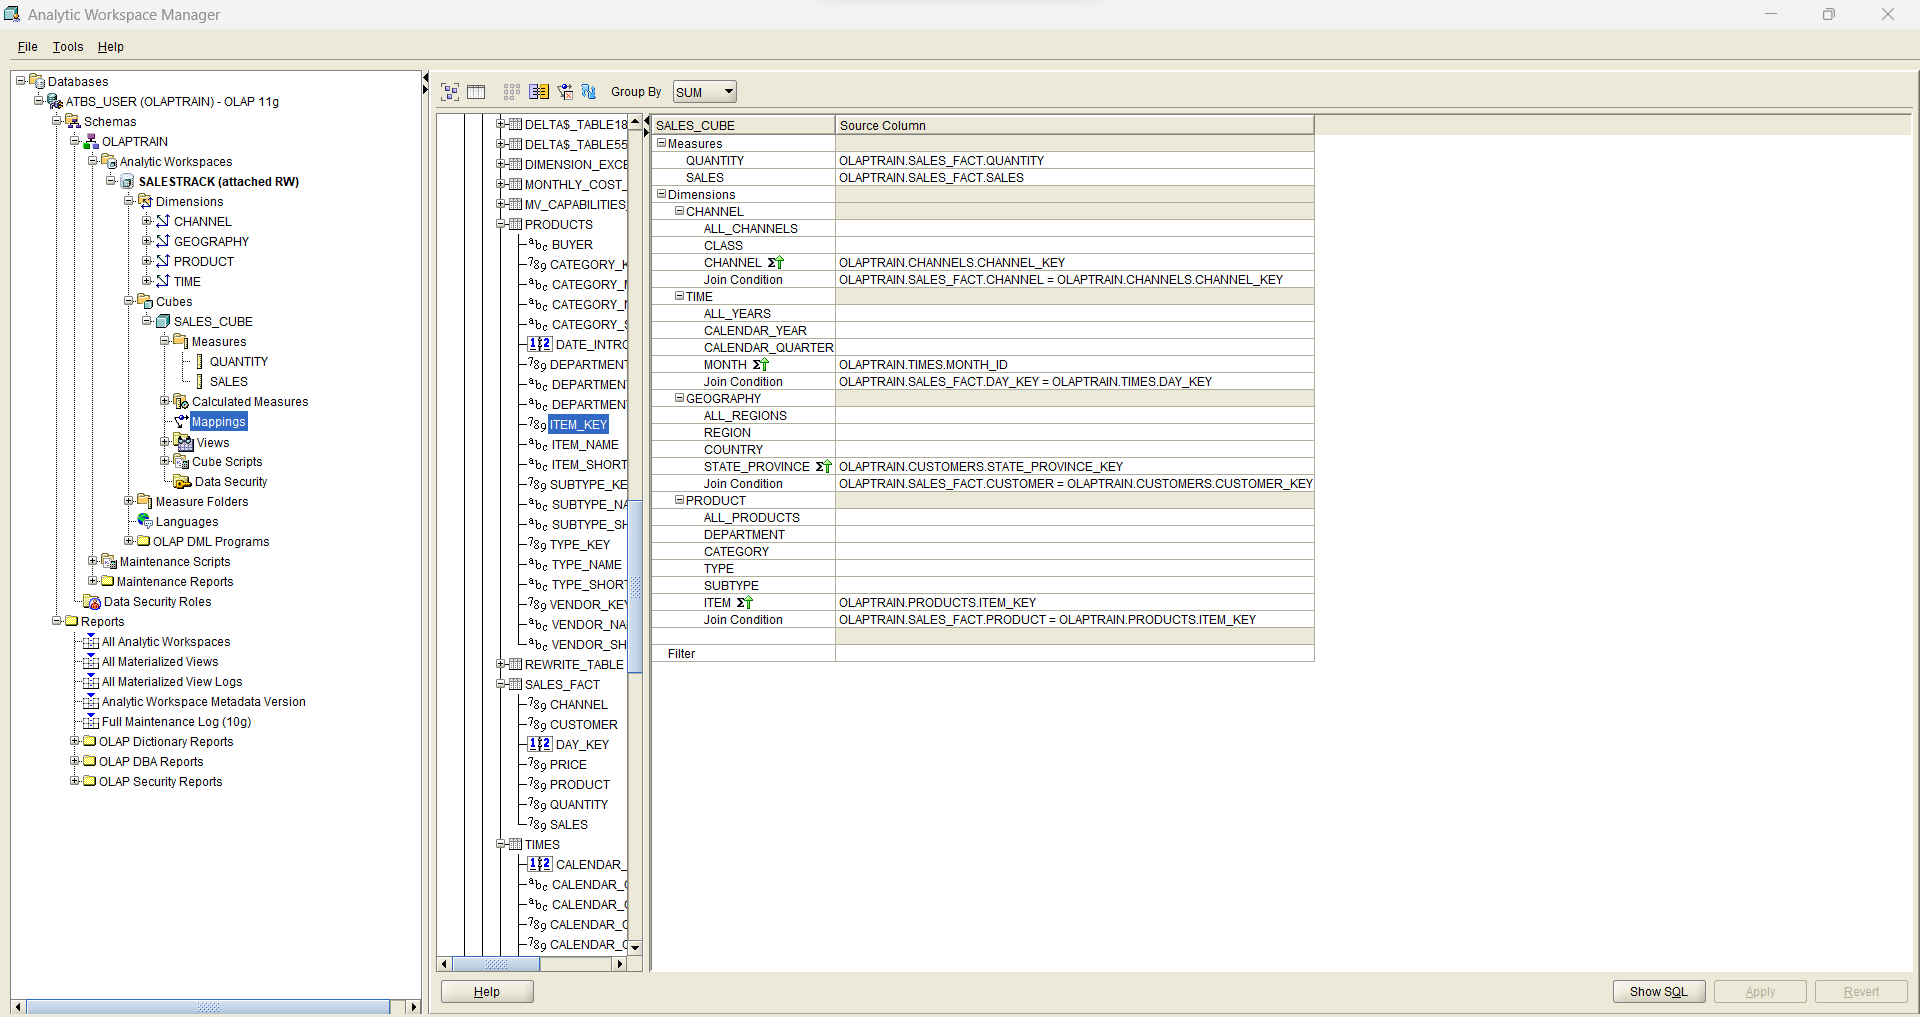 Analytic Workspace Manager
File Tools Help
Databases
ATBS_USER (OLAPTRAIN) - OLAP 11g
Schemas
OLAPTRAIN
Analytic Workspaces
SALESTRACK (attached RW)
Dimensions
CHANNEL
GEOGRAPHY
PRODUCT
TIME
Cubes
SALES_CUBE
Measures
QUANTITY
SALES
Calculated Measures
Mappings
Views
Cube Scripts
Data Security
Measure Folders
Languages
OLAP DML Programs
Maintenance Scripts
Maintenance Reports
Data Security Roles
Reports
All Analytic Workspaces
All Materialized Views
All Materialized View Logs
Analytic Workspace Metadata Version
Full Maintenance Log (10g)
OLAP Dictionary Reports
OLAP DBA Reports
OLAP Security Reports
Group By SUM
DELTA$_TABLE18
DELTA$_TABLE55
DIMENSION_EXCE
MONTHLY_COST_
MV_CAPABILITIES
PRODUCTS
BUYER
CATEGORY_K
CATEGORY_
CATEGORY_
CATEGORY_S
DATE_INTRO
DEPARTMENT
DEPARTMEN
DEPARTMEN
ITEM_KEY
ITEM_NAME
ITEM_SHORT
SUBTYPE_KE
SUBTYPE_NA
SUBTYPE_SH
TYPE_KEY
TYPE_NAME
TYPE_SHORT
VENDOR_KEY
VENDOR_NA
VENDOR_SH
REWRITE_TABLE
SALES_FACT
CHANNEL
CUSTOMER
DAY_KEY
PRICE
PRODUCT
QUANTITY
SALES
TIMES
CALENDAR_
CALENDAR_Q
CALENDAR_Q
CALENDAR_Q
CALENDAR_Q
SALES_CUBE Source Column
Measures
QUANTITY OLAPTRAIN.SALES_FACT.QUANTITY
SALES OLAPTRAIN.SALES_FACT.SALES
Dimensions
CHANNEL
ALL_CHANNELS
CLASS
CHANNEL OLAPTRAIN.CHANNELS.CHANNEL_KEY
Join Condition OLAPTRAIN.SALES_FACT.CHANNEL = OLAPTRAIN.CHANNELS.CHANNEL_KEY
TIME
ALL_YEARS
CALENDAR_YEAR
CALENDAR_QUARTER
MONTH OLAPTRAIN.TIMES.MONTH_ID
Join Condition OLAPTRAIN.SALES_FACT.DAY_KEY = OLAPTRAIN.TIMES.DAY_KEY
GEOGRAPHY
ALL_REGIONS
REGION
COUNTRY
STATE_PROVINCE OLAPTRAIN.CUSTOMERS.STATE_PROVINCE_KEY
Join Condition OLAPTRAIN.SALES_FACT.CUSTOMER = OLAPTRAIN.CUSTOMERS.CUSTOMER_KEY
PRODUCT
ALL_PRODUCTS
DEPARTMENT
CATEGORY
TYPE
SUBTYPE
ITEM OLAPTRAIN.PRODUCTS.ITEM_KEY
Join Condition OLAPTRAIN.SALES_FACT.PRODUCT = OLAPTRAIN.PRODUCTS.ITEM_KEY
Filter
Help Show SQL Apply Revert